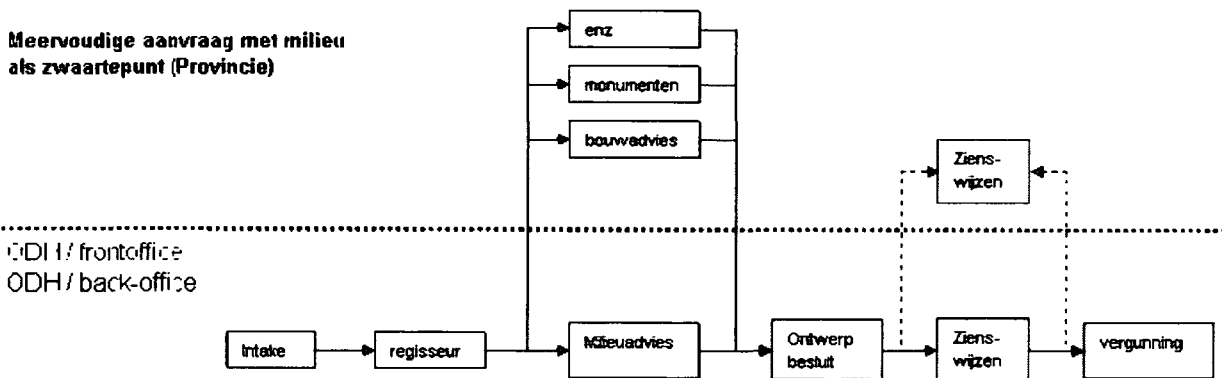 Meervoudige aanvraag met milieu
als zwaartepunt (Provincie)
enz
monumenten
bouwadvies
Ziens-
wijzen
ODH / frontoffice
ODH / back-office
Intake
regisseur
Milieuadvies
Ontwerp
besluit
Ziens-
wijzen
vergunning